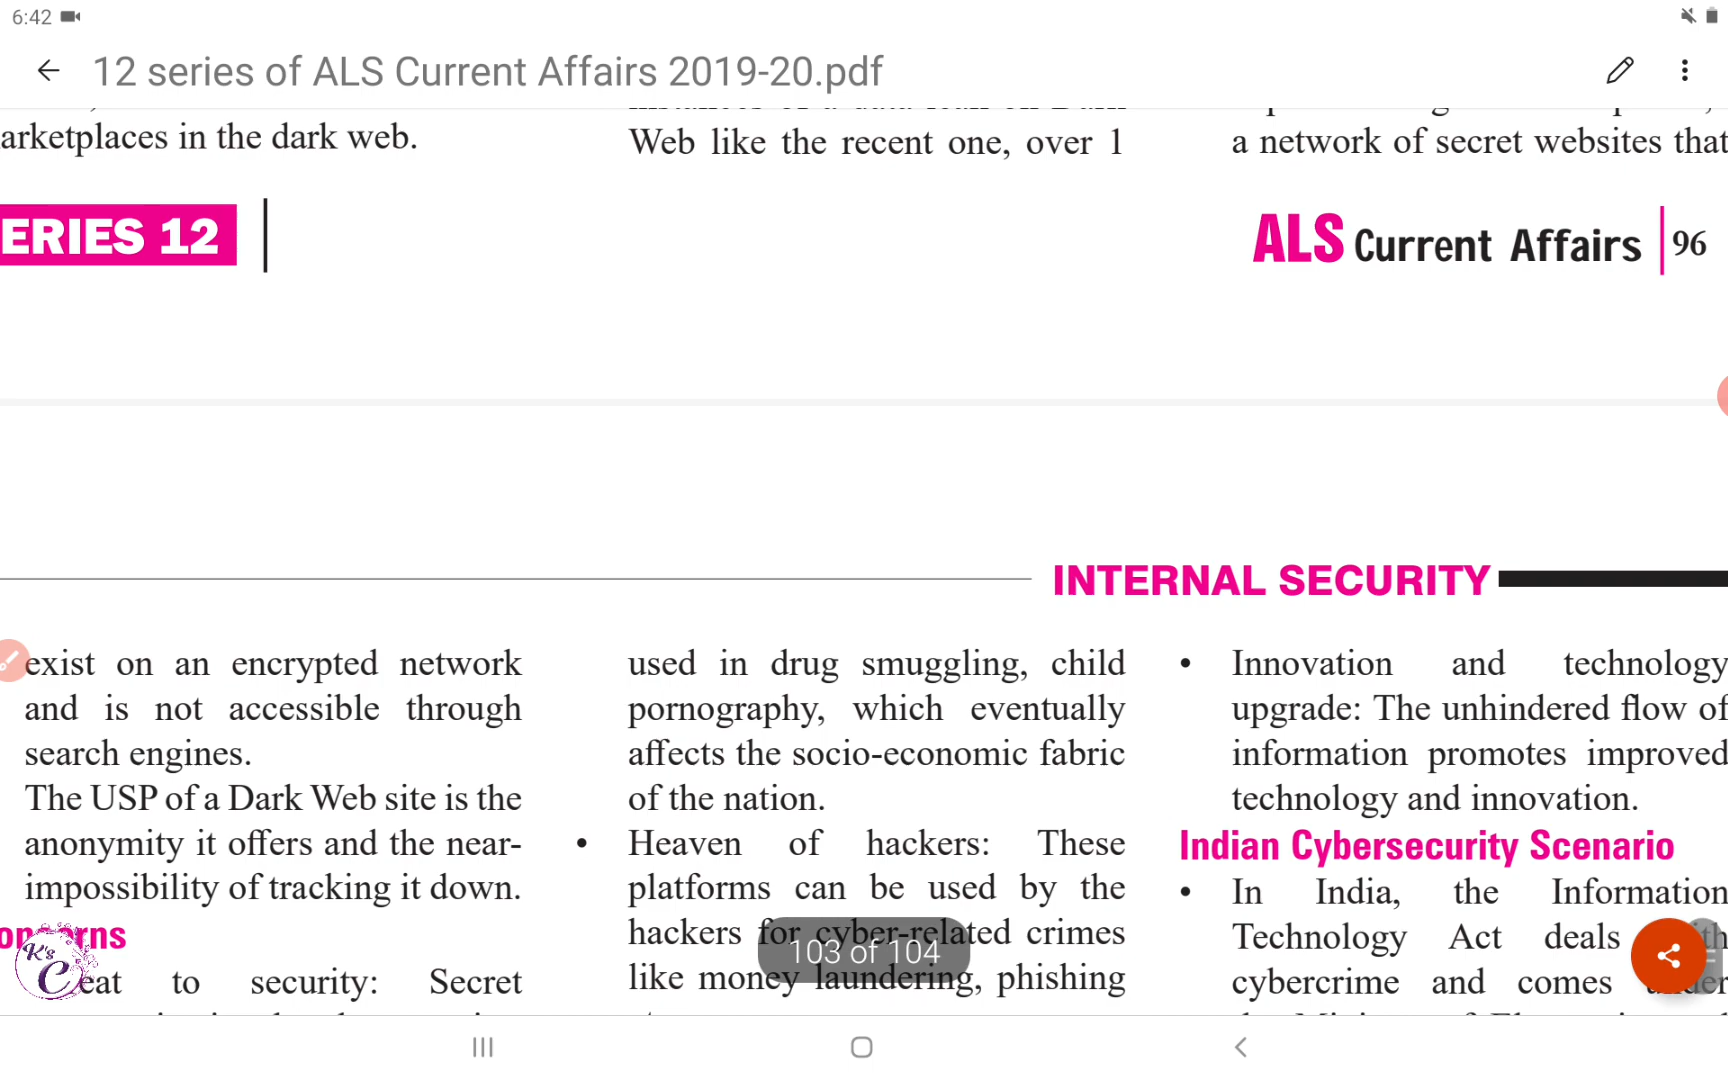 6:42
12 series of ALS Current Affairs 2019-20.pdf
arketplaces in the dark web.
Web like the recent one, over 1
a network of secret websites that
ERIES 12
ALS Current Affairs 96
INTERNAL SECURITY
exist on an encrypted network
and is not accessible through
search engines.
The USP of a Dark Web site is the
anonymity it offers and the near-
impossibility of tracking it down.
oncerns
eat to security: Secret
used in drug smuggling, child
pornography, which eventually
affects the socio-economic fabric
of the nation.
• Heaven of hackers: These
platforms can be used by the
hackers for cyber-related crimes
like money laundering, phishing
• Innovation and technology
upgrade: The unhindered flow of
information promotes improved
technology and innovation.
Indian Cybersecurity Scenario
• In India, the Information
Technology Act deals
cybercrime and comes under
103 of 104
K's
C